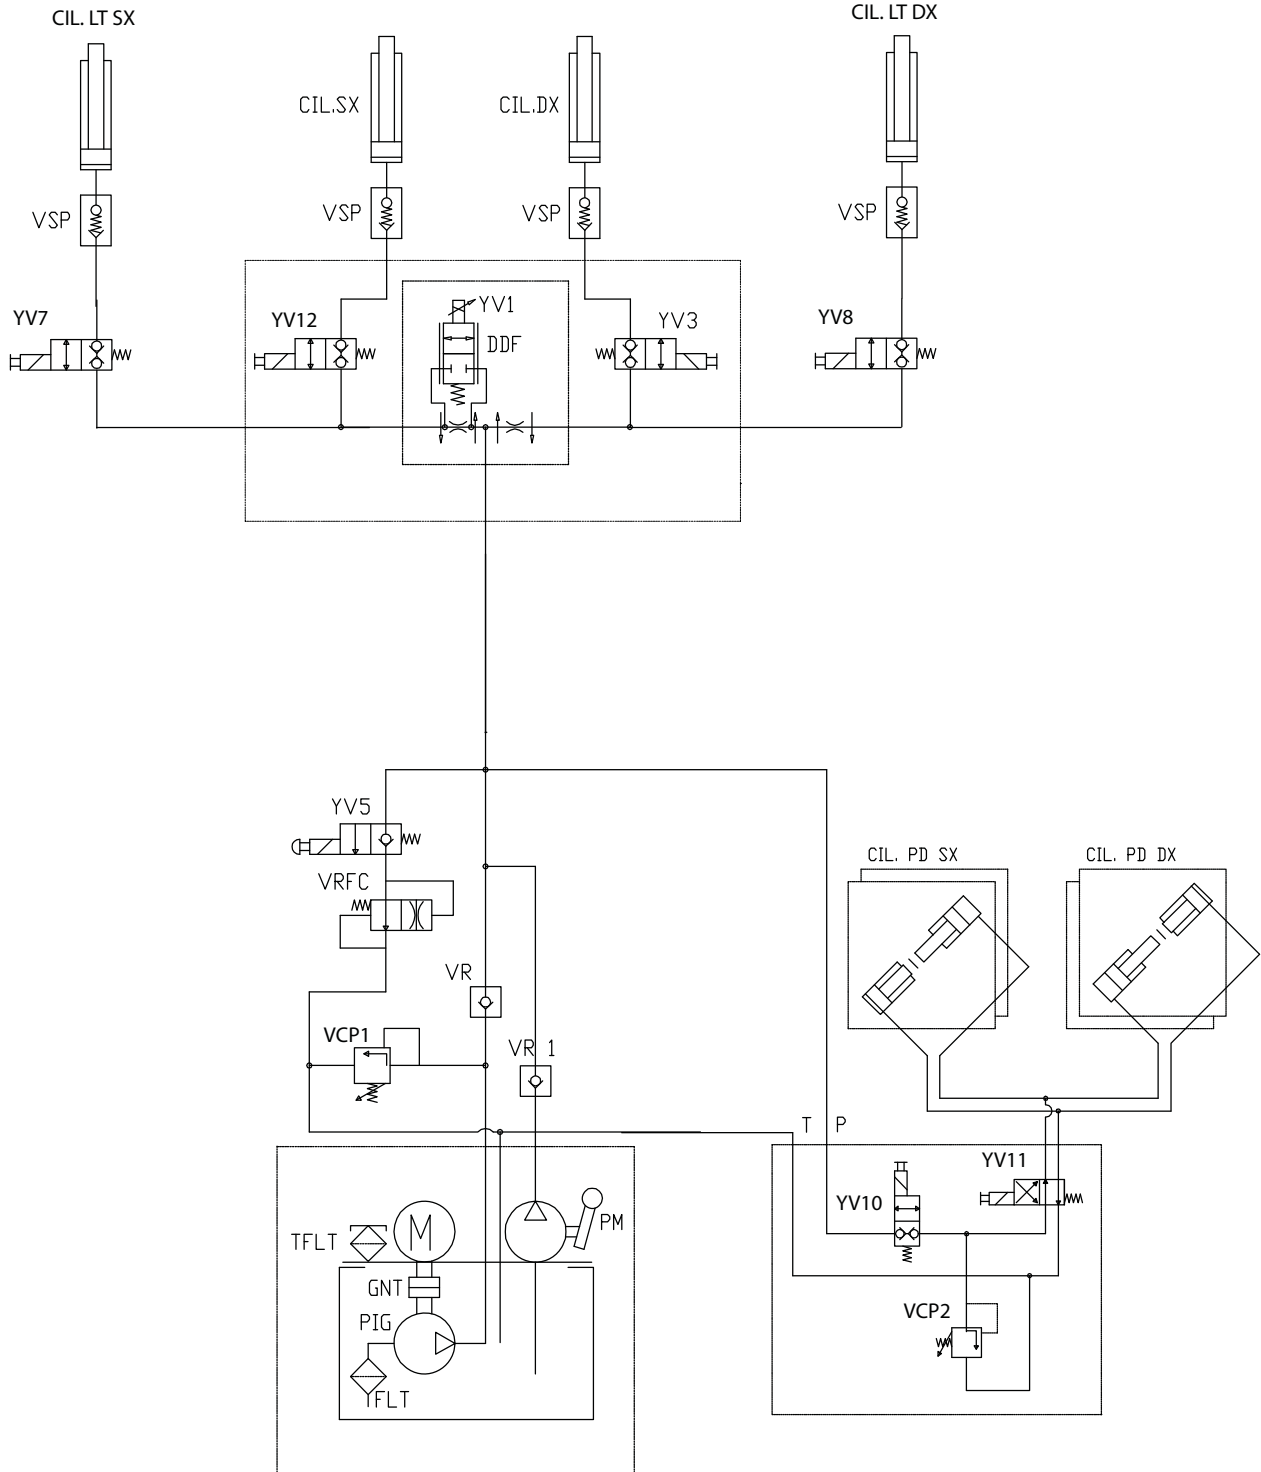 CIL. LT SX
CIL. LT DX
CIL.SX
CIL.DX
VSP
VSP
VSP
VSP
YV7
YV12
YV1
DDF
YV3
YV8
YV5
VRFC
VR
VCP1
VR 1
CIL. PD SX
CIL. PD DX
T
P
YV11
YV10
TFLT
M
PM
GNT
PIG
FLT
VCP2